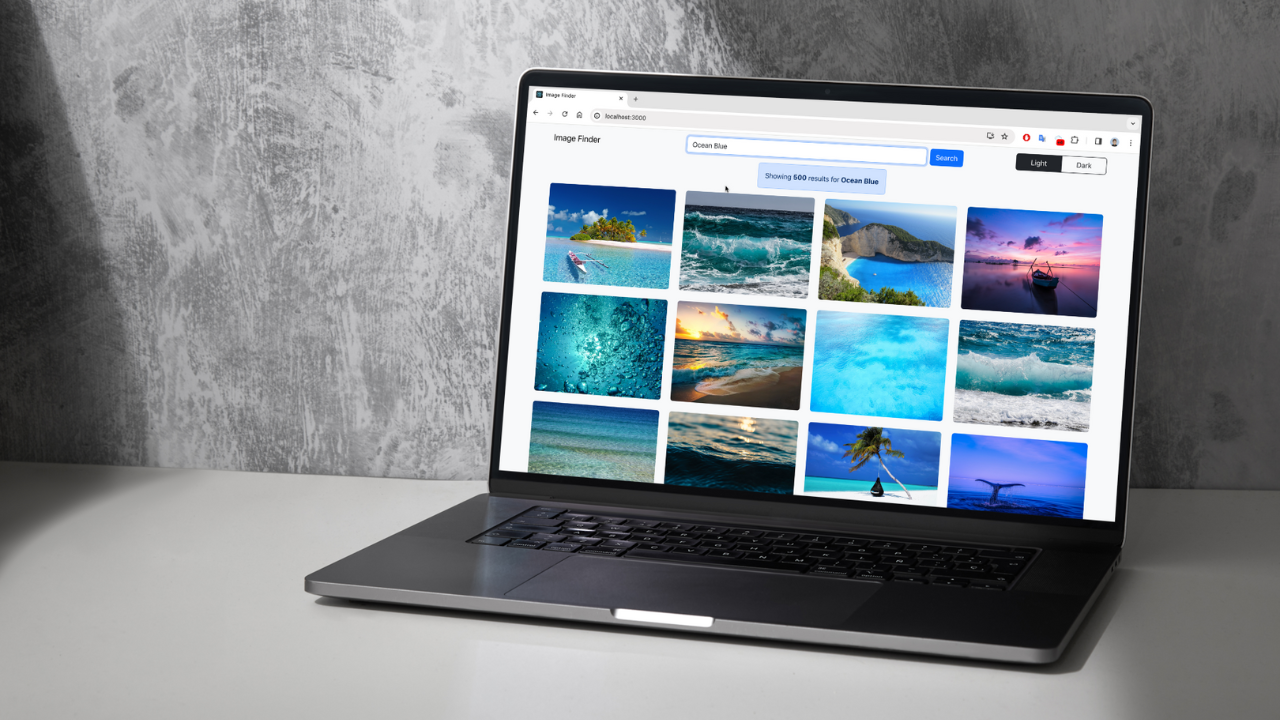 Image Finder
localhost:3000
Image Finder
Ocean Blue
Search
Light
Dark
Showing 500 results for Ocean Blue